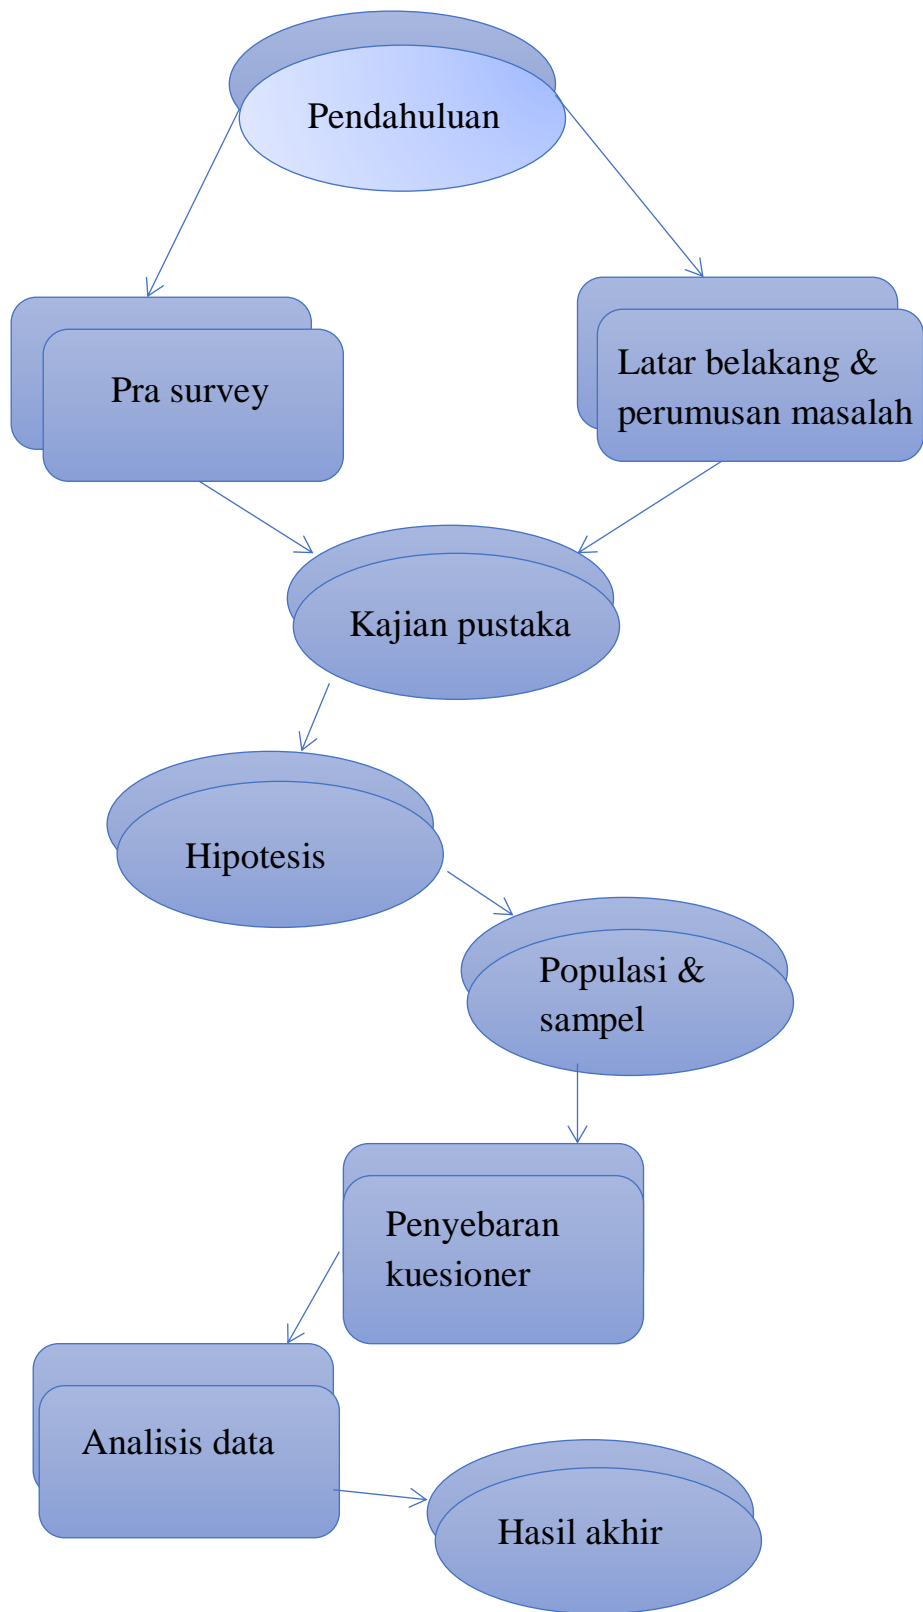 Pendahuluan
Pra survey
Latar belakang &
perumusan masalah
Kajian pustaka
Hipotesis
Populasi &
sampel
Penyebaran
kuesioner
Analisis data
Hasil akhir